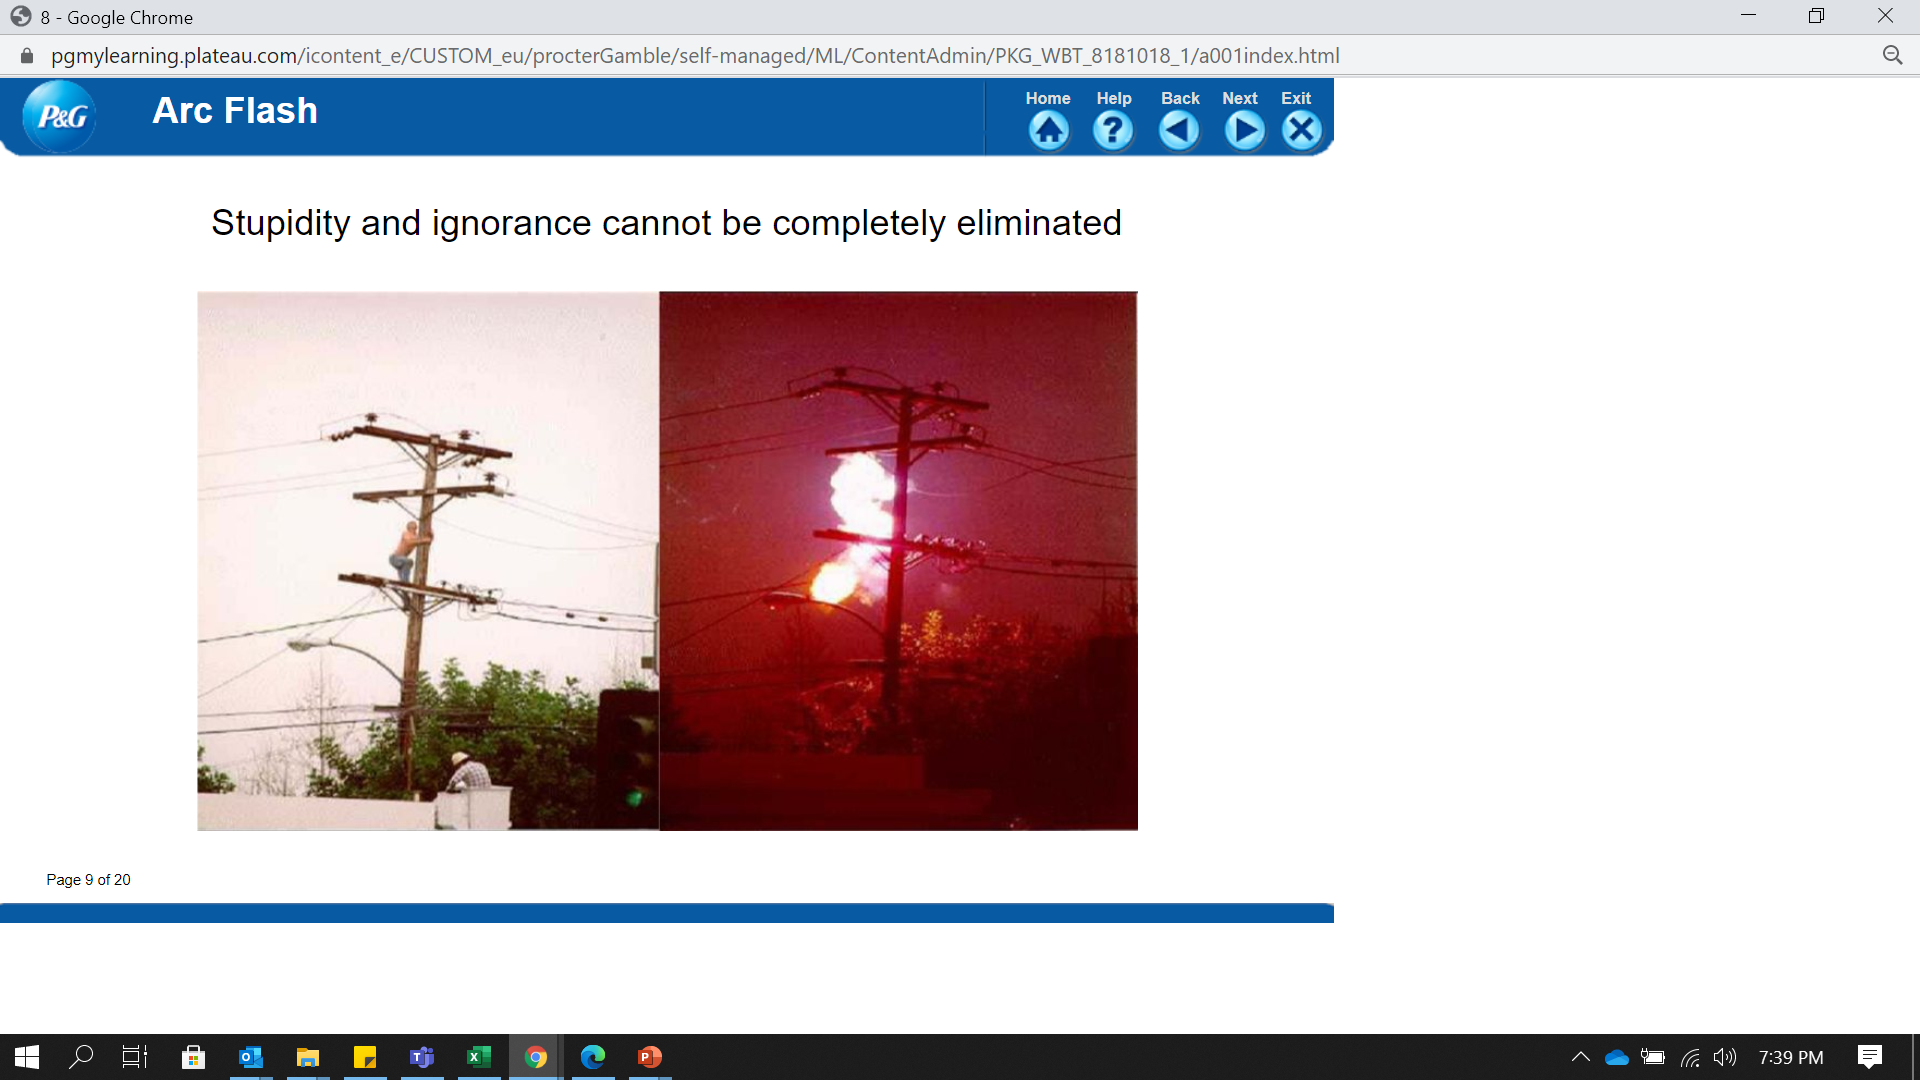 8 - Google Chrome
pgmylearning.plateau.com/icontent_e/CUSTOM_eu/procterGamble/self-managed/ML/ContentAdmin/PKG_WBT_8181018_1/a001index.html
P&G
Arc Flash
Home Help Back Next Exit
?
Stupidity and ignorance cannot be completely eliminated
Page 9 of 20
7:39 PM